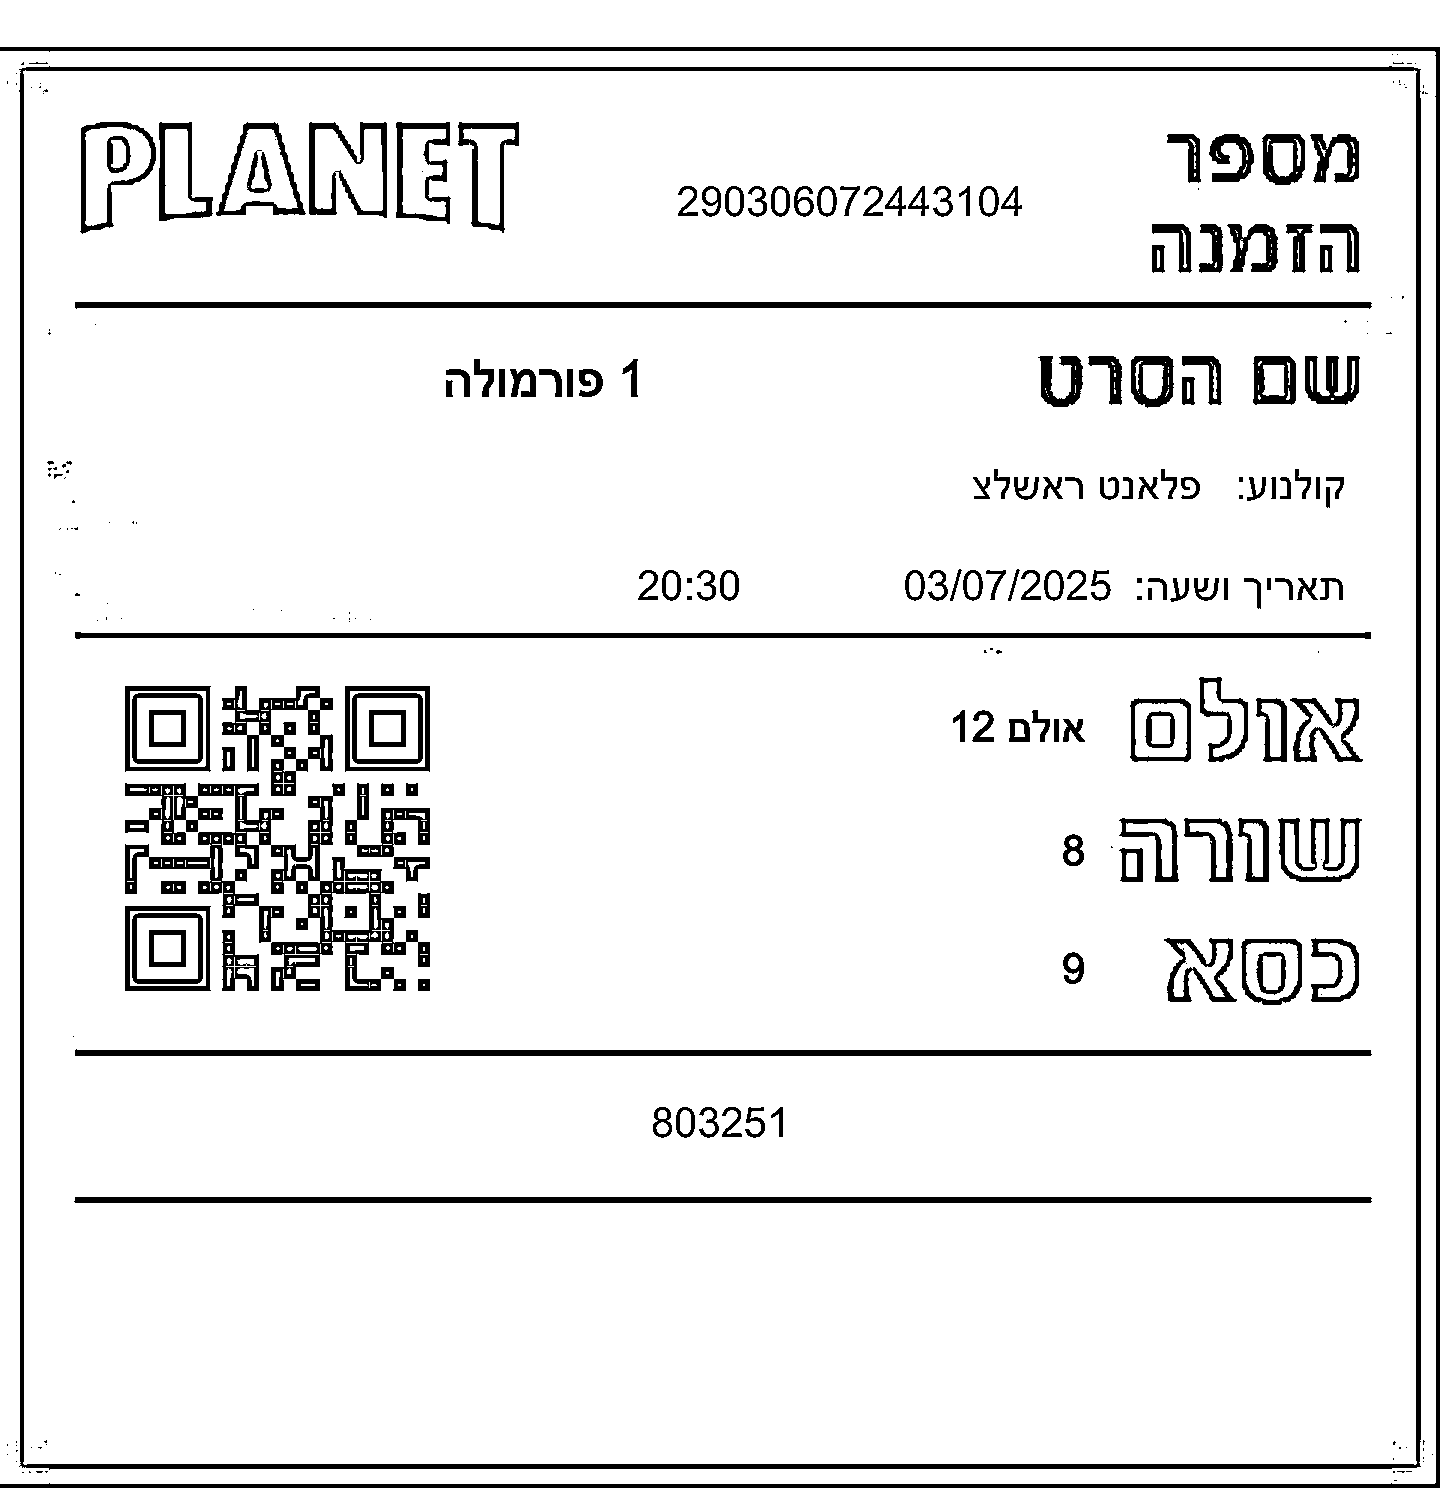 PLANET
מספר הזמנה 290306072443104
שם הסרט 1 פורמולה
קולנוע: פלאנט ראשלצ
תאריך ושעה: 03/07/2025 20:30
אולם אולם 12
שורה 8
כסא 9
803251